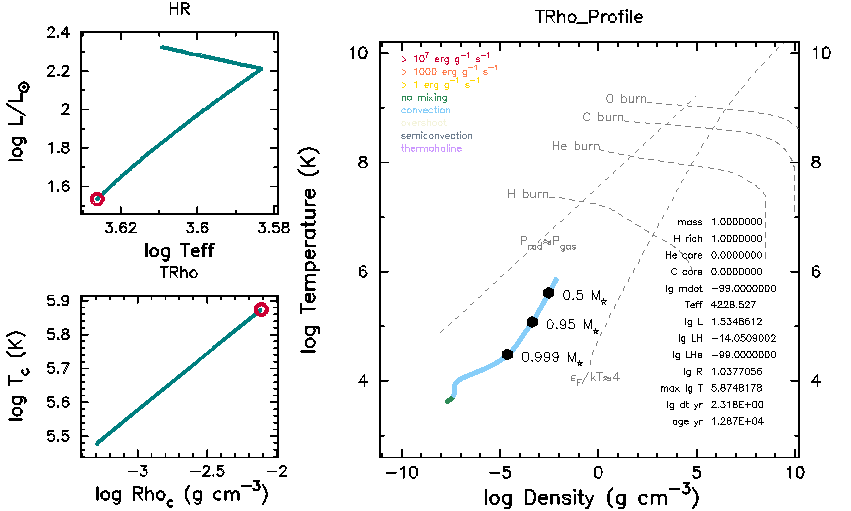 HR
log L/L☉
2.4
2.2
2
1.8
1.6
3.62
3.6
3.58
log Teff
TRho
log T_c (K)
5.9
5.8
5.7
5.6
5.5
−3
−2.5
−2
log Rho_c (g cm⁻³)
TRho_Profile
log Temperature (K)
10
8
6
4
10
8
6
4
> 10⁷ erg g⁻¹ s⁻¹
> 1000 erg g⁻¹ s⁻¹
> 1 erg g⁻¹ s⁻¹
no mixing
convection
overshoot
semiconvection
thermohaline
O burn
C burn
He burn
H burn
P_rad≈P_gas
0.5 M★
0.95 M★
0.999 M★
ε_F/kT≈4
mass 1.0000000
H rich 1.0000000
He core 0.0000000
C core 0.0000000
lg mdot −99.0000000
Teff 4228.527
lg L 1.5348612
lg LH −14.0509002
lg LHe −99.0000000
lg R 1.0377056
max lg T 5.8748178
lg dt yr 2.318E+00
age yr 1.287E+04
−10
−5
0
5
10
log Density (g cm⁻³)